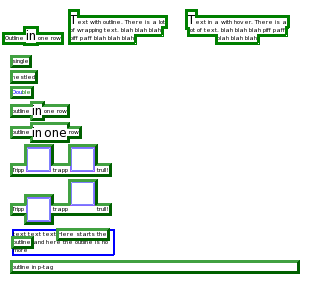 Outline in one row
Text with outline. There is a lot
of wrapping text. blah blah blah
piff paff blah blah blah
Text in a with hover. There is a
lot of text. blah blah blah piff paff
blah blah blah
single
nestled
Double
outline in one row
outline in one row
Tripp trapp trull!
Tripp trapp trull!
text text text Here starts the
outline and here the outline is no
more
outline in p-tag